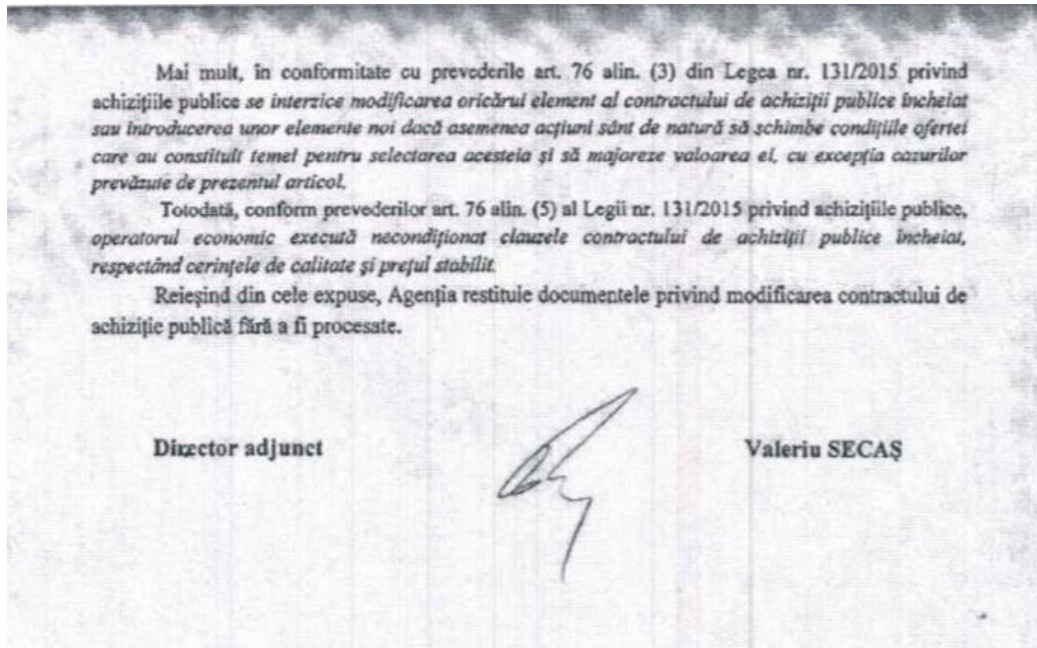 Mai mult, în conformitate cu prevederile art. 76 alin. (3) din Legea nr. 131/2015 privind
achizițiile publice se interzice modificarea oricărui element al contractului de achiziții publice încheiat
sau introducerea unor elemente noi dacă asemenea acțiuni sânt de natură să schimbe condițiile ofertei
care au constituit temei pentru selectarea acesteia și să majoreze valoarea ei, cu excepția cazurilor
prevăzute de prezentul articol.
Totodată, conform prevederilor art. 76 alin. (5) al Legii nr. 131/2015 privind achizițiile publice,
operatorul economic execută necondiționat clauzele contractului de achiziții publice încheiat,
respectând cerințele de calitate și prețul stabilit.
Reieșind din cele expuse, Agenția restituie documentele privind modificarea contractului de
achiziție publică fără a fi procesate.
Director adjunct
Valeriu SECAȘ